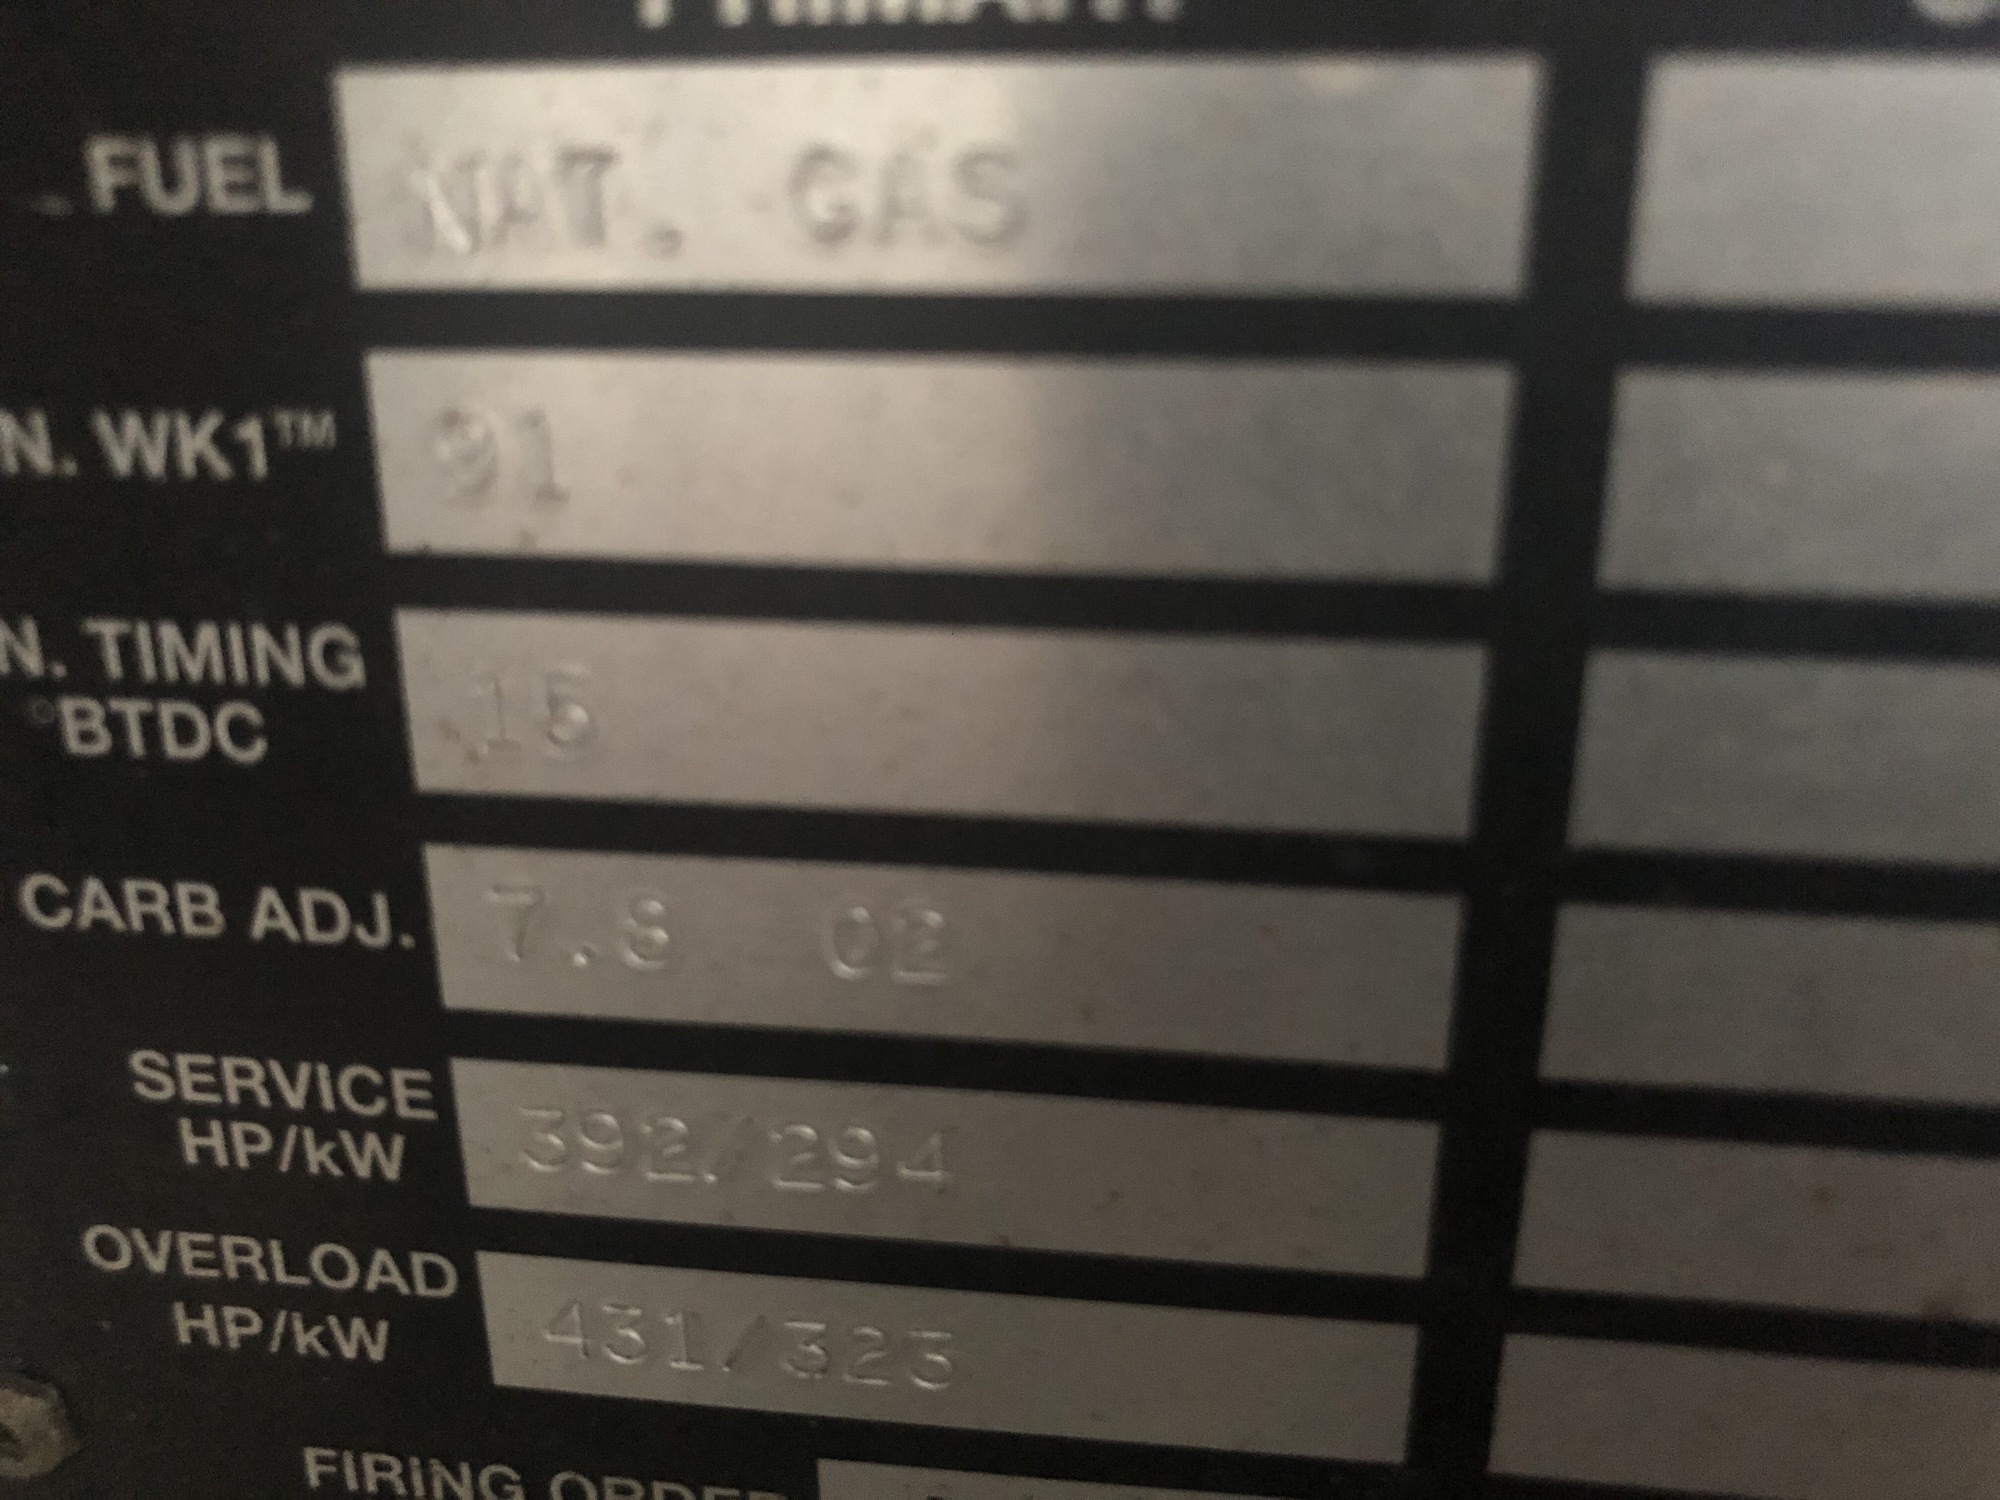 PRIMARY
FUEL NAT. GAS
N. WK1™ 91
N. TIMING 15
°BTDC
CARB ADJ. 7.8 O2
SERVICE
HP/kW 392/294
OVERLOAD
HP/kW 431/323
FIRING ORDER